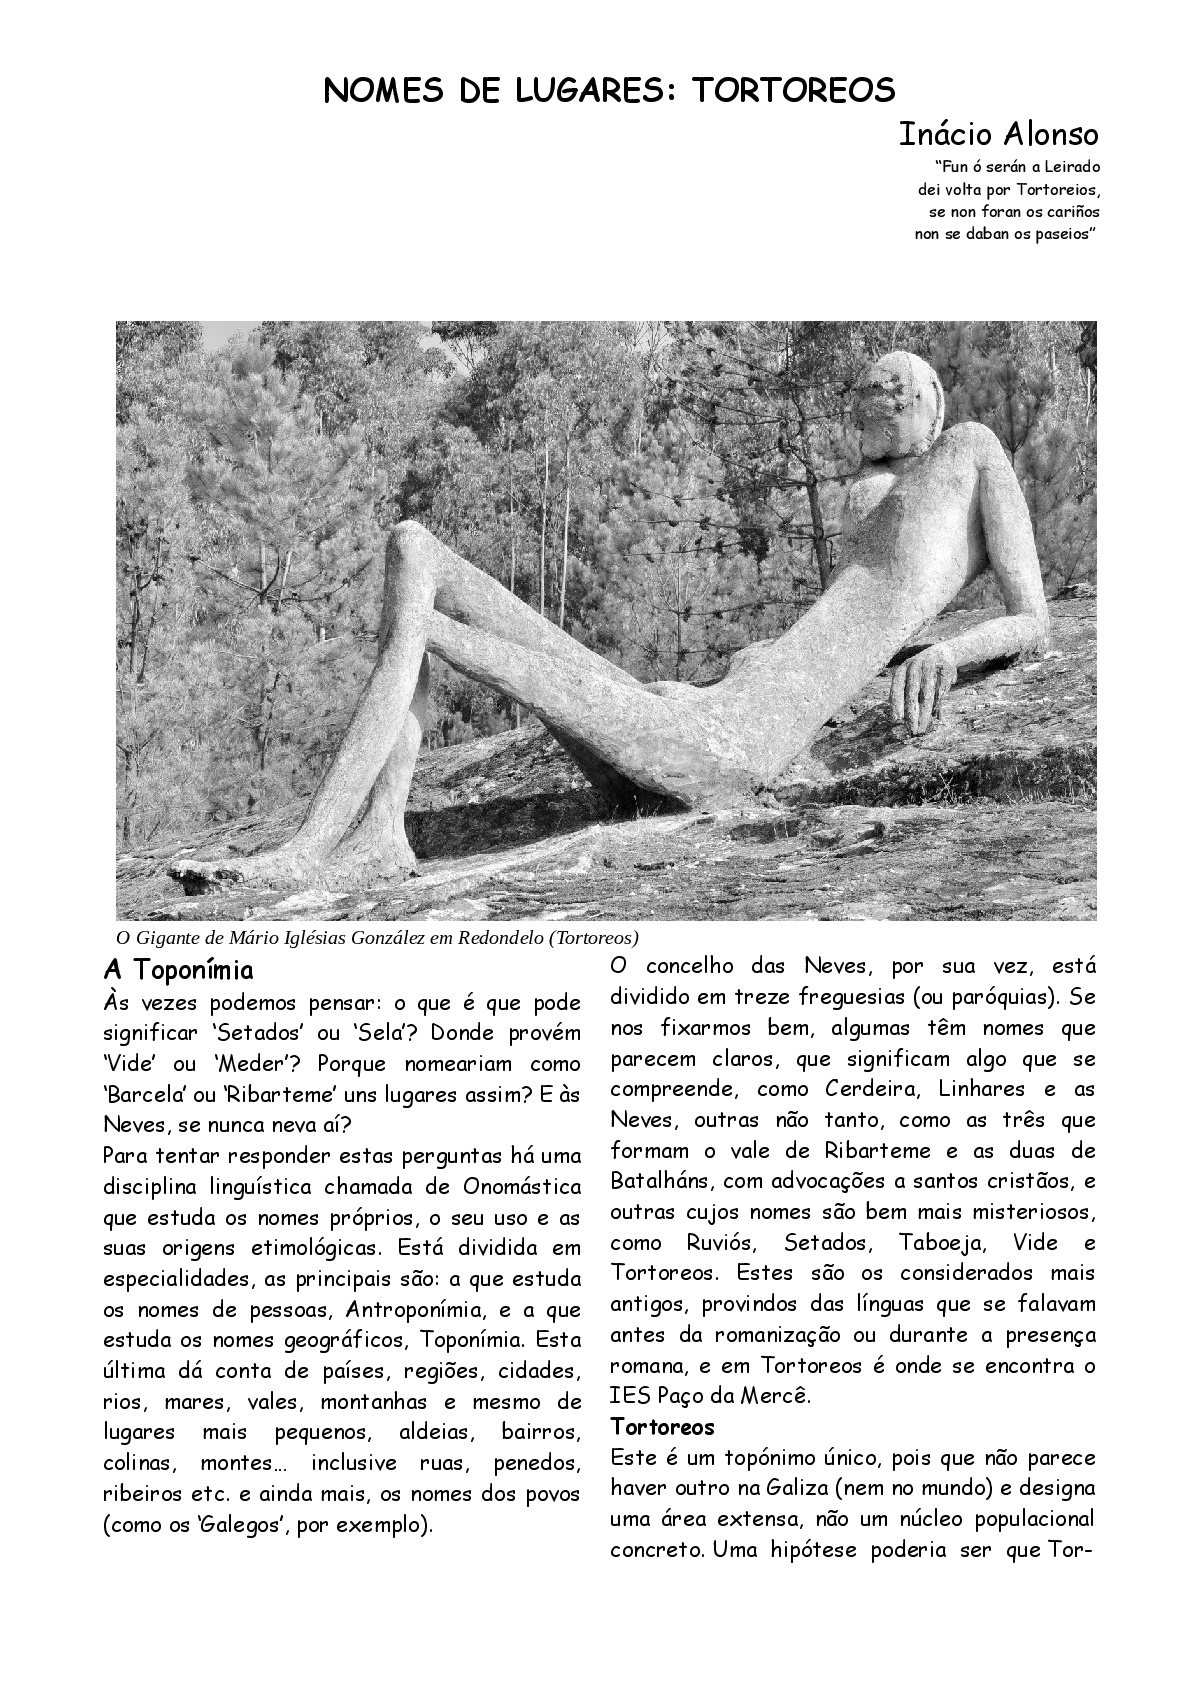 NOMES DE LUGARES: TORTOREOS
Inácio Alonso
“Fun ó serán a Leirado
dei volta por Tortoreios,
se non foran os cariños
non se daban os paseios”
O Gigante de Mário Iglésias González em Redondelo (Tortoreos)
A Toponímia
Às vezes podemos pensar: o que é que pode
significar ‘Setados’ ou ‘Sela’? Donde provém
‘Vide’ ou ‘Meder’? Porque nomeariam como
‘Barcela’ ou ‘Ribarteme’ uns lugares assim? E às
Neves, se nunca neva aí?
Para tentar responder estas perguntas há uma
disciplina linguística chamada de Onomástica
que estuda os nomes próprios, o seu uso e as
suas origens etimológicas. Está dividida em
especialidades, as principais são: a que estuda
os nomes de pessoas, Antroponímia, e a que
estuda os nomes geográficos, Toponímia. Esta
última dá conta de países, regiões, cidades,
rios, mares, vales, montanhas e mesmo de
lugares mais pequenos, aldeias, bairros,
colinas, montes... inclusive ruas, penedos,
ribeiros etc. e ainda mais, os nomes dos povos
(como os ‘Galegos’, por exemplo).
O concelho das Neves, por sua vez, está
dividido em treze freguesias (ou paróquias). Se
nos fixarmos bem, algumas têm nomes que
parecem claros, que significam algo que se
compreende, como Cerdeira, Linhares e as
Neves, outras não tanto, como as três que
formam o vale de Ribarteme e as duas de
Batalháns, com advocações a santos cristãos, e
outras cujos nomes são bem mais misteriosos,
como Ruviós, Setados, Taboeja, Vide e
Tortoreos. Estes são os considerados mais
antigos, provindos das línguas que se falavam
antes da romanização ou durante a presença
romana, e em Tortoreos é onde se encontra o
IES Paço da Mercê.
Tortoreos
Este é um topónimo único, pois que não parece
haver outro na Galiza (nem no mundo) e designa
uma área extensa, não um núcleo populacional
concreto. Uma hipótese poderia ser que Tor-